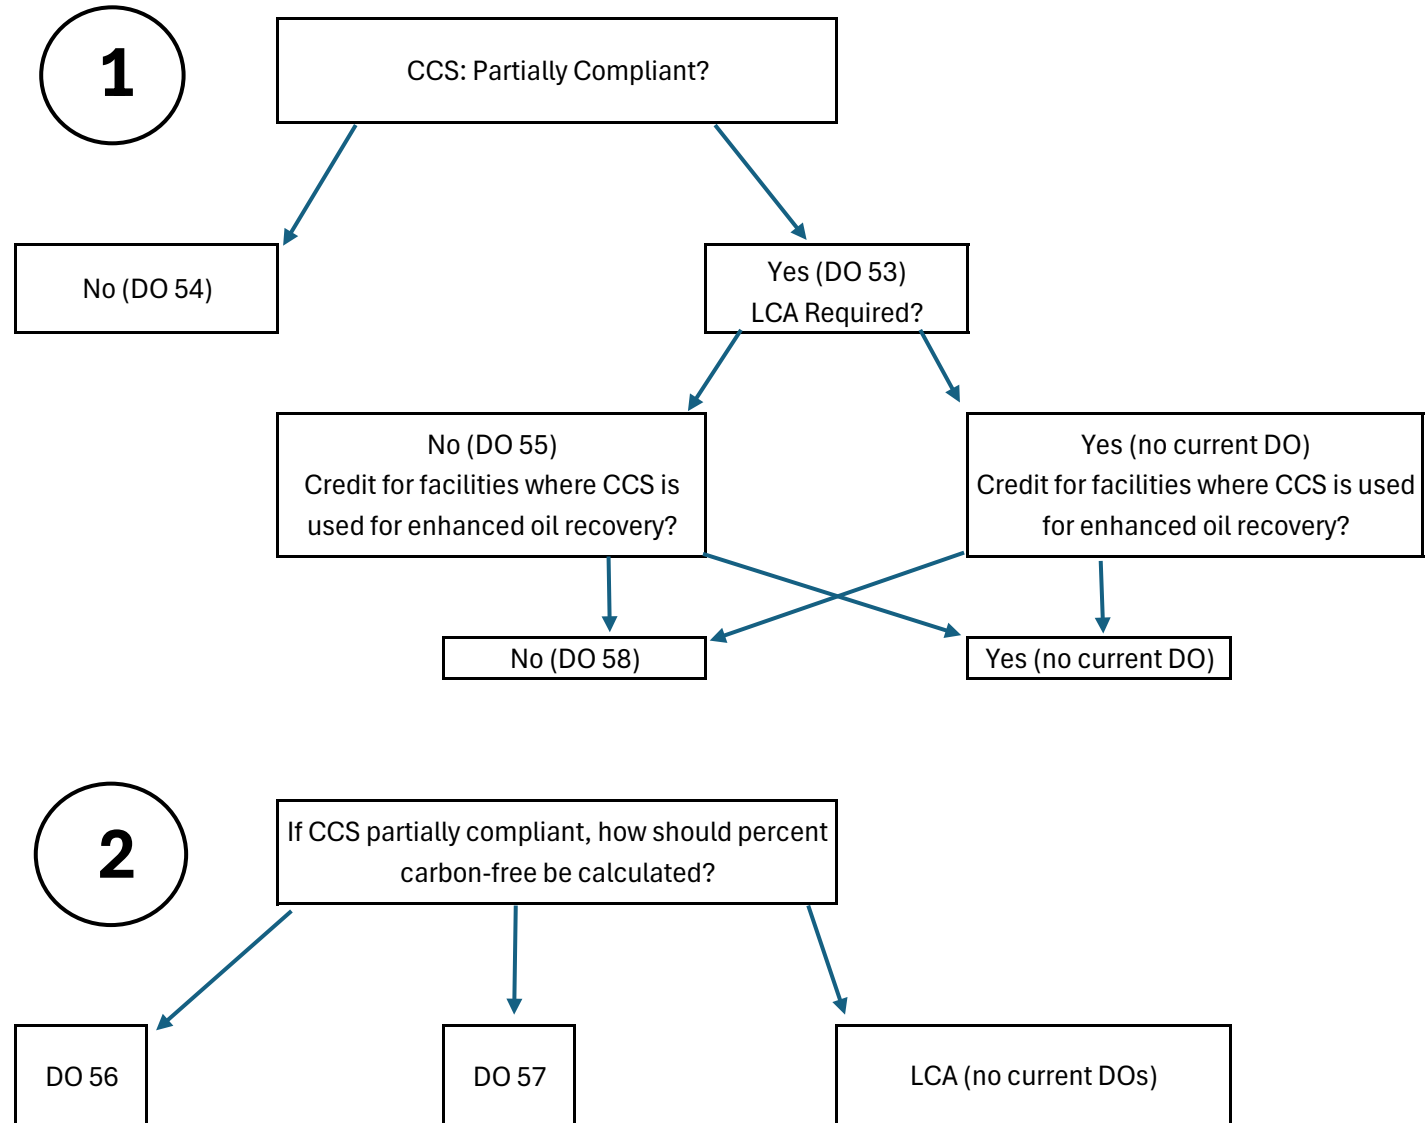 1
CCS: Partially Compliant?
No (DO 54)
Yes (DO 53)
LCA Required?
No (DO 55)
Credit for facilities where CCS is
used for enhanced oil recovery?
Yes (no current DO)
Credit for facilities where CCS is used
for enhanced oil recovery?
No (DO 58)
Yes (no current DO)
2
If CCS partially compliant, how should percent
carbon-free be calculated?
DO 56
DO 57
LCA (no current DOs)